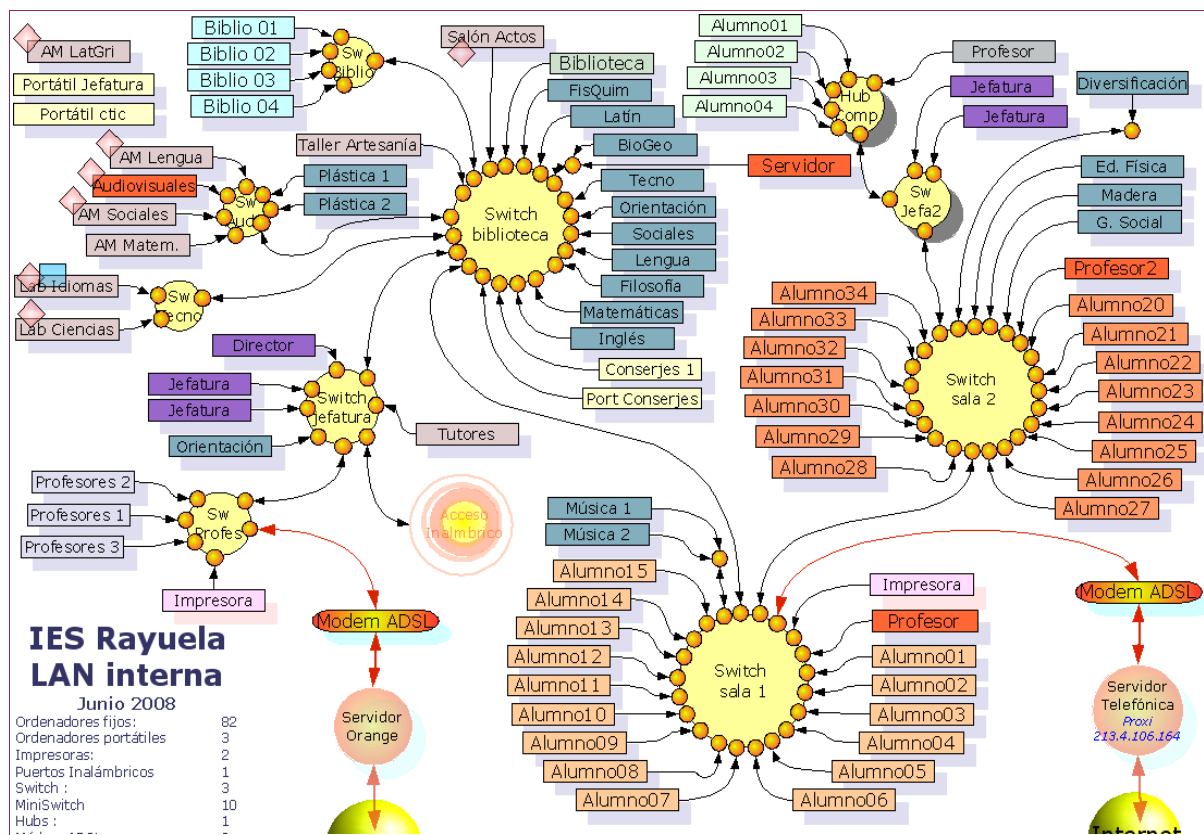 AM LatGri
Portátil Jefatura
Portátil ctic
Biblio 01
Biblio 02
Biblio 03
Biblio 04
Sw
Biblio
Salón Actos
Biblioteca
FisQuim
Latín
BioGeo
Taller Artesanía
Servidor
Tecno
Orientación
Sociales
Lengua
Filosofía
Matemáticas
Inglés
Conserjes 1
Port Conserjes
Switch
biblioteca
Alumno01
Alumno02
Alumno03
Alumno04
Hub
Comp
Profesor
Jefatura
Jefatura
Sw
Jefa2
Diversificación
Ed. Física
Madera
G. Social
Profesor2
AM Lengua
Audiovisuales
AM Sociales
AM Matem.
Sw
Aud
Plástica 1
Plástica 2
Lab Idiomas
Lab Ciencias
Sw
Tecno
Director
Jefatura
Jefatura
Orientación
Switch
jefatura
Tutores
Profesores 2
Profesores 1
Profesores 3
Sw
Profes
Impresora
Acceso
Inalmbrico
Alumno34
Alumno33
Alumno32
Alumno31
Alumno30
Alumno29
Alumno28
Switch
sala 2
Alumno20
Alumno21
Alumno22
Alumno23
Alumno24
Alumno25
Alumno26
Alumno27
Música 1
Música 2
Alumno15
Alumno14
Alumno13
Alumno12
Alumno11
Alumno10
Alumno09
Alumno08
Alumno07
Switch
sala 1
Impresora
Profesor
Alumno01
Alumno02
Alumno03
Alumno04
Alumno05
Alumno06
Modem ADSL
Servidor
Orange
Modem ADSL
Servidor
Telefónica
Proxi
213.4.106.164
Internet
IES Rayuela
LAN interna
Junio 2008
Ordenadores fijos: 82
Ordenadores portátiles 3
Impresoras: 2
Puertos Inalámbricos 1
Switch : 3
MiniSwitch 10
Hubs : 1